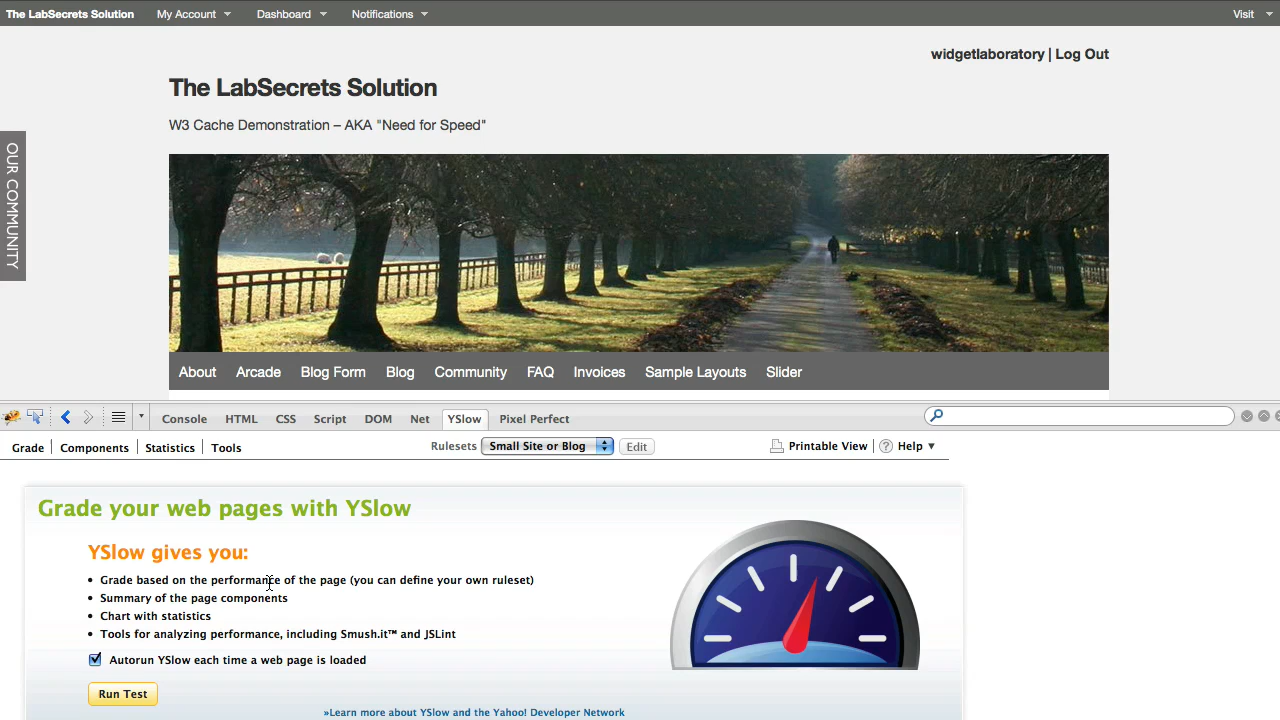 The LabSecrets Solution My Account Dashboard Notifications Visit
widgetlaboratory | Log Out
The LabSecrets Solution
W3 Cache Demonstration – AKA "Need for Speed"
OUR COMMUNITY
About Arcade Blog Form Blog Community FAQ Invoices Sample Layouts Slider
Console HTML CSS Script DOM Net YSlow Pixel Perfect
Grade Components Statistics Tools Rulesets Small Site or Blog Edit Printable View ? Help
Grade your web pages with YSlow
YSlow gives you:
• Grade based on the performance of the page (you can define your own ruleset)
• Summary of the page components
• Chart with statistics
• Tools for analyzing performance, including Smush.it™ and JSLint
Autorun YSlow each time a web page is loaded
Run Test
»Learn more about YSlow and the Yahoo! Developer Network